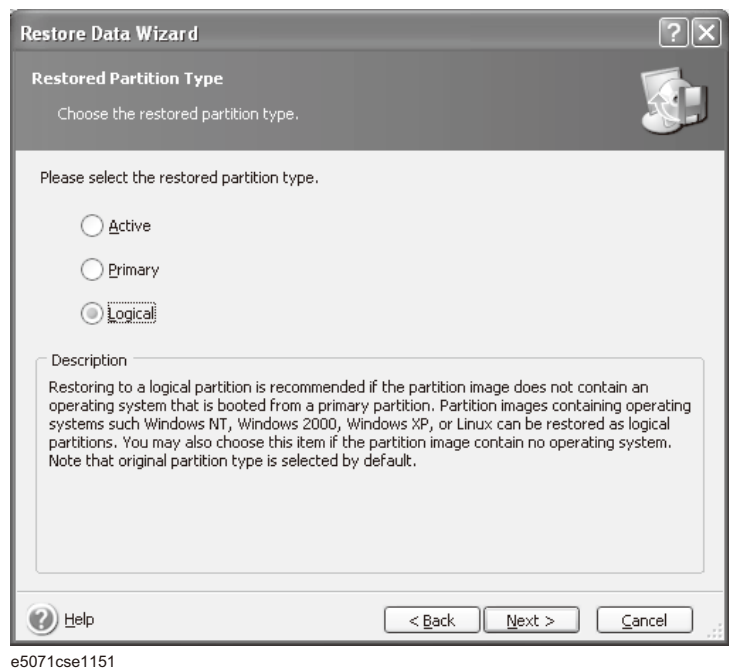 Restore Data Wizard
Restored Partition Type
Choose the restored partition type.
Please select the restored partition type.
Active
Primary
Logical
Description
Restoring to a logical partition is recommended if the partition image does not contain an
operating system that is booted from a primary partition. Partition images containing operating
systems such Windows NT, Windows 2000, Windows XP, or Linux can be restored as logical
partitions. You may also choose this item if the partition image contain no operating system.
Note that original partition type is selected by default.
Help
< Back
Next >
Cancel
e5071cse1151